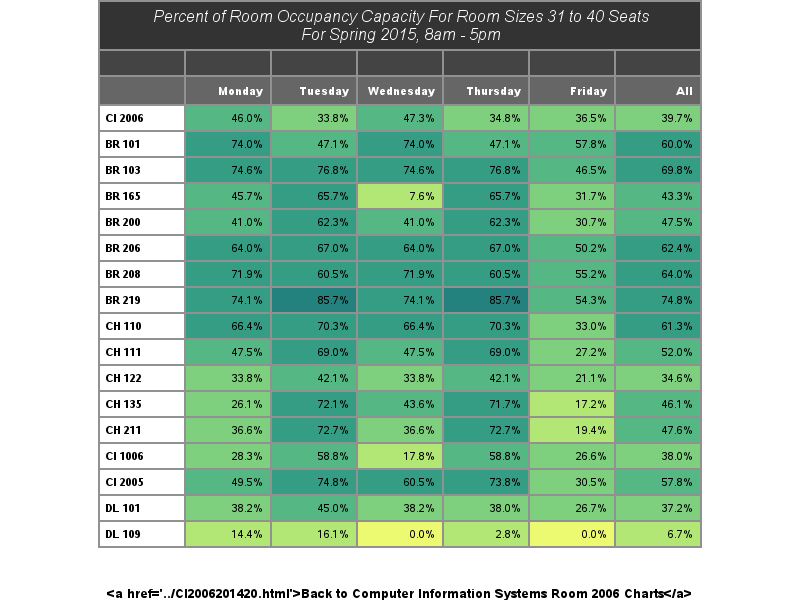 Percent of Room Occupancy Capacity For Room Sizes 31 to 40 Seats
For Spring 2015, 8am - 5pm
Monday Tuesday Wednesday Thursday Friday All
CI 2006 46.0% 33.8% 47.3% 34.8% 36.5% 39.7%
BR 101 74.0% 47.1% 74.0% 47.1% 57.8% 60.0%
BR 103 74.6% 76.8% 74.6% 76.8% 46.5% 69.8%
BR 165 45.7% 65.7% 7.6% 65.7% 31.7% 43.3%
BR 200 41.0% 62.3% 41.0% 62.3% 30.7% 47.5%
BR 206 64.0% 67.0% 64.0% 67.0% 50.2% 62.4%
BR 208 71.9% 60.5% 71.9% 60.5% 55.2% 64.0%
BR 219 74.1% 85.7% 74.1% 85.7% 54.3% 74.8%
CH 110 66.4% 70.3% 66.4% 70.3% 33.0% 61.3%
CH 111 47.5% 69.0% 47.5% 69.0% 27.2% 52.0%
CH 122 33.8% 42.1% 33.8% 42.1% 21.1% 34.6%
CH 135 26.1% 72.1% 43.6% 71.7% 17.2% 46.1%
CH 211 36.6% 72.7% 36.6% 72.7% 19.4% 47.6%
CI 1006 28.3% 58.8% 17.8% 58.8% 26.6% 38.0%
CI 2005 49.5% 74.8% 60.5% 73.8% 30.5% 57.8%
DL 101 38.2% 45.0% 38.2% 38.0% 26.7% 37.2%
DL 109 14.4% 16.1% 0.0% 2.8% 0.0% 6.7%
<a href='../CI2006201420.html'>Back to Computer Information Systems Room 2006 Charts</a>